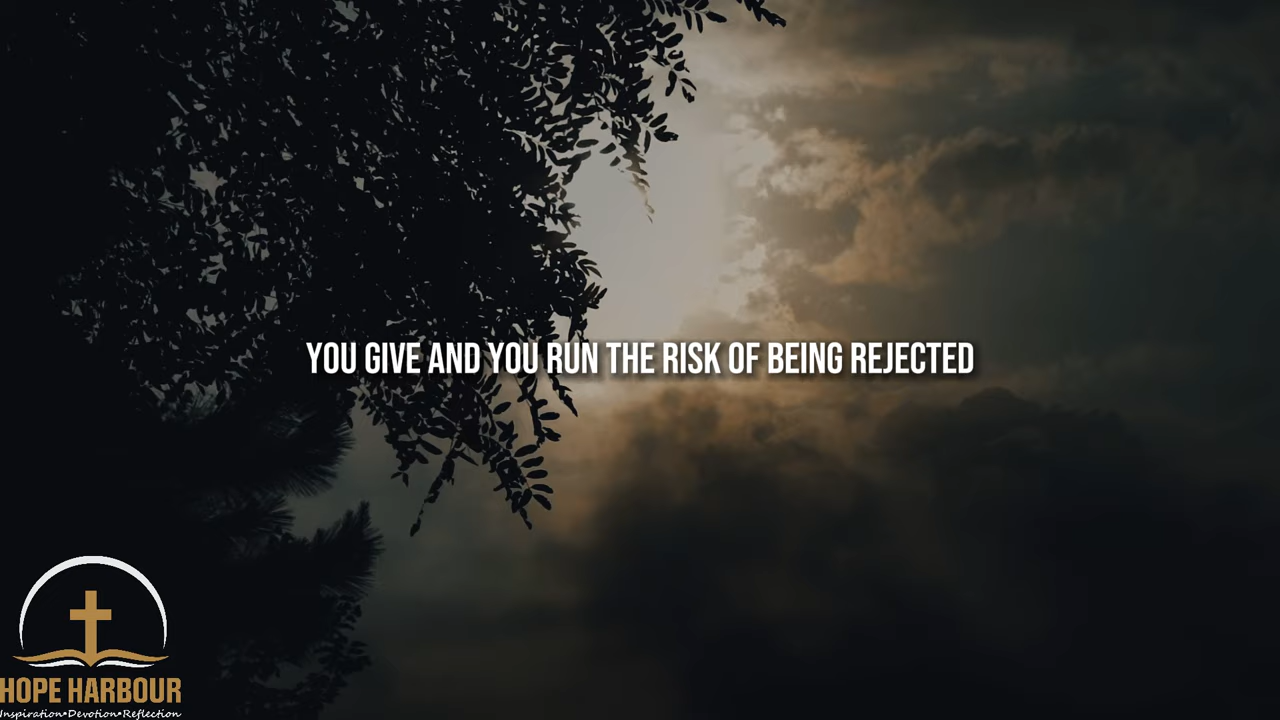 YOU GIVE AND YOU RUN THE RISK OF BEING REJECTED
HOPE HARBOUR
Inspiration•Devotion•Reflection